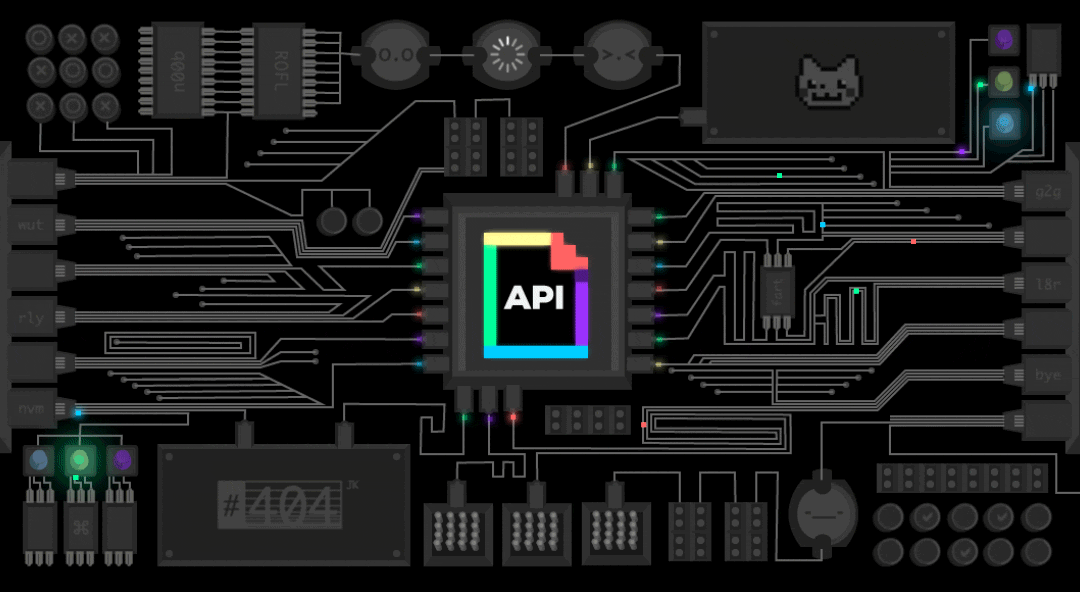 n00b
ROFL
o.o
>.<
wut
g2g
API
fart
l8r
rly
bye
nvm
#404
JK
⌘